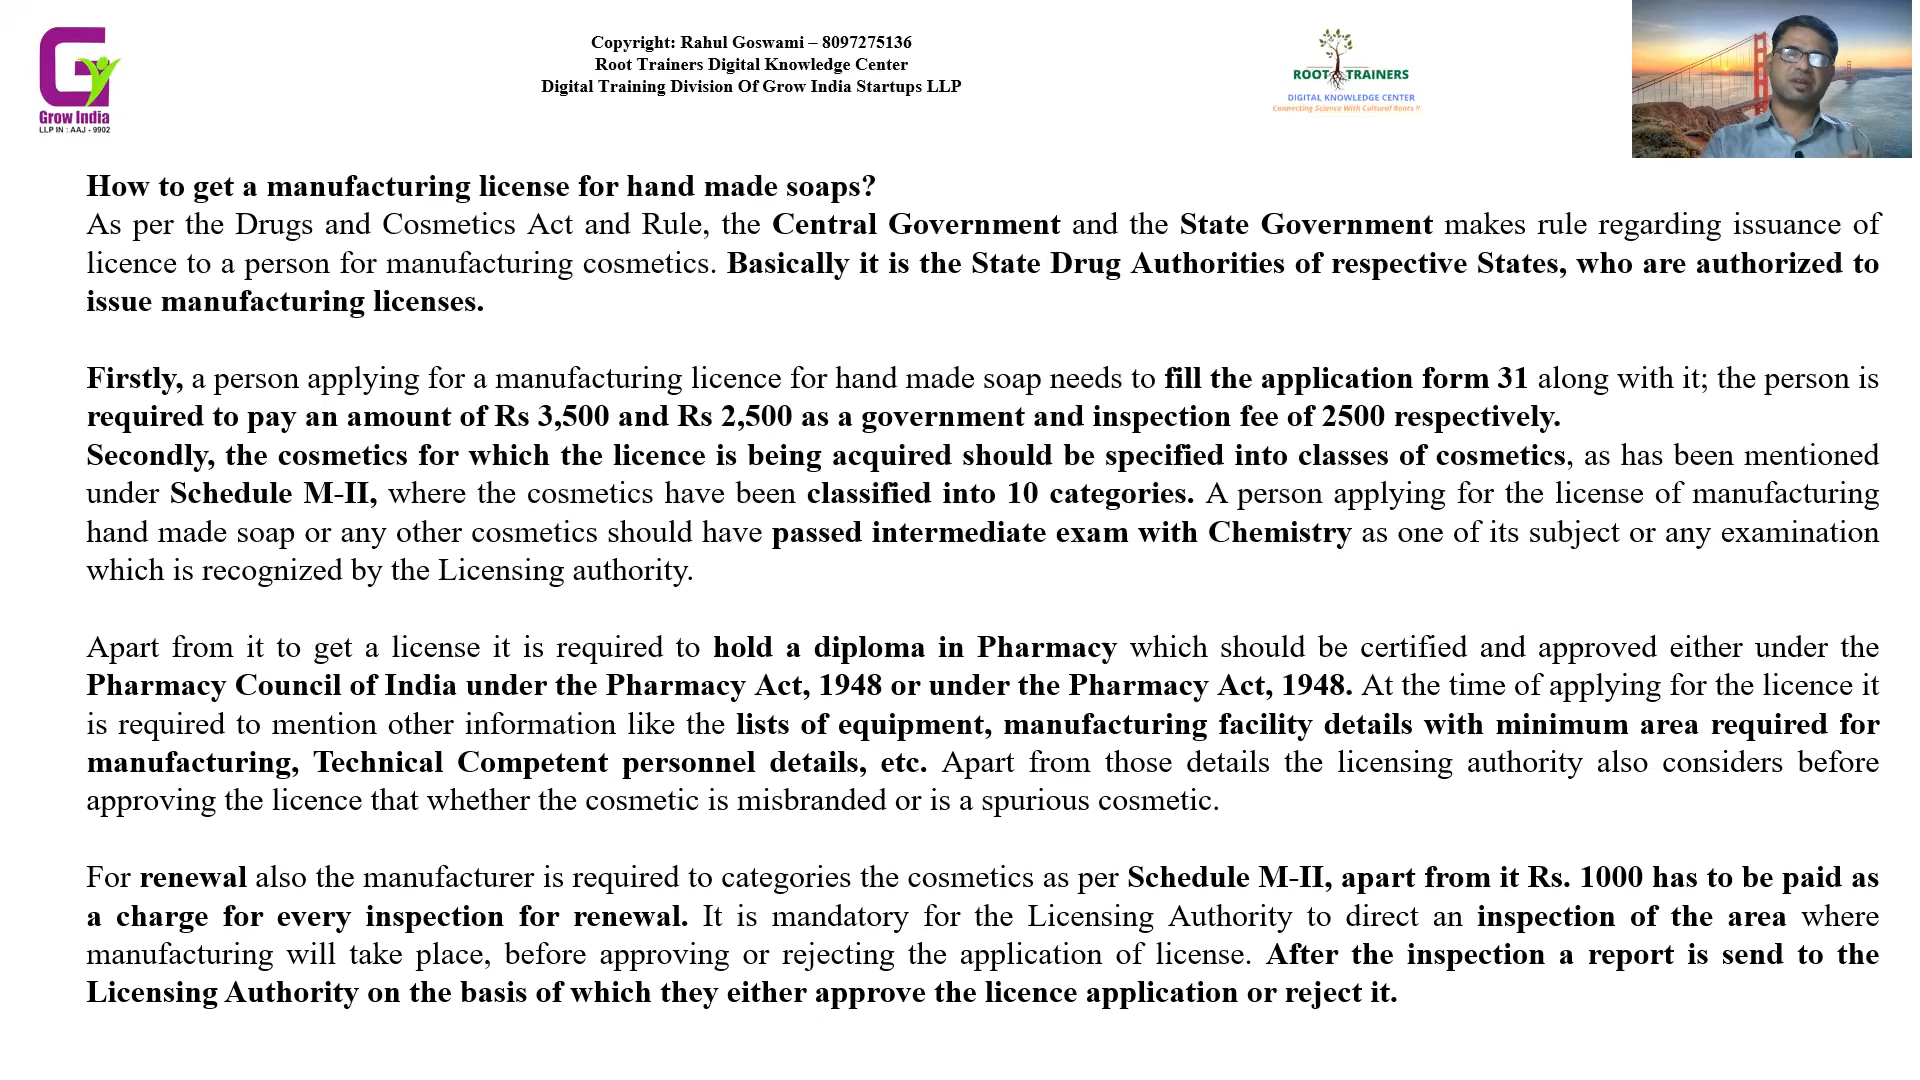 Grow India
LLP IN : AAJ - 9902
Copyright: Rahul Goswami – 8097275136
Root Trainers Digital Knowledge Center
Digital Training Division Of Grow India Startups LLP
ROOT TRAINERS
DIGITAL KNOWLEDGE CENTER
Connecting Science With Cultural Roots !!
How to get a manufacturing license for hand made soaps?
As per the Drugs and Cosmetics Act and Rule, the Central Government and the State Government makes rule regarding issuance of
licence to a person for manufacturing cosmetics. Basically it is the State Drug Authorities of respective States, who are authorized to
issue manufacturing licenses.
Firstly, a person applying for a manufacturing licence for hand made soap needs to fill the application form 31 along with it; the person is
required to pay an amount of Rs 3,500 and Rs 2,500 as a government and inspection fee of 2500 respectively.
Secondly, the cosmetics for which the licence is being acquired should be specified into classes of cosmetics, as has been mentioned
under Schedule M-II, where the cosmetics have been classified into 10 categories. A person applying for the license of manufacturing
hand made soap or any other cosmetics should have passed intermediate exam with Chemistry as one of its subject or any examination
which is recognized by the Licensing authority.
Apart from it to get a license it is required to hold a diploma in Pharmacy which should be certified and approved either under the
Pharmacy Council of India under the Pharmacy Act, 1948 or under the Pharmacy Act, 1948. At the time of applying for the licence it
is required to mention other information like the lists of equipment, manufacturing facility details with minimum area required for
manufacturing, Technical Competent personnel details, etc. Apart from those details the licensing authority also considers before
approving the licence that whether the cosmetic is misbranded or is a spurious cosmetic.
For renewal also the manufacturer is required to categories the cosmetics as per Schedule M-II, apart from it Rs. 1000 has to be paid as
a charge for every inspection for renewal. It is mandatory for the Licensing Authority to direct an inspection of the area where
manufacturing will take place, before approving or rejecting the application of license. After the inspection a report is send to the
Licensing Authority on the basis of which they either approve the licence application or reject it.